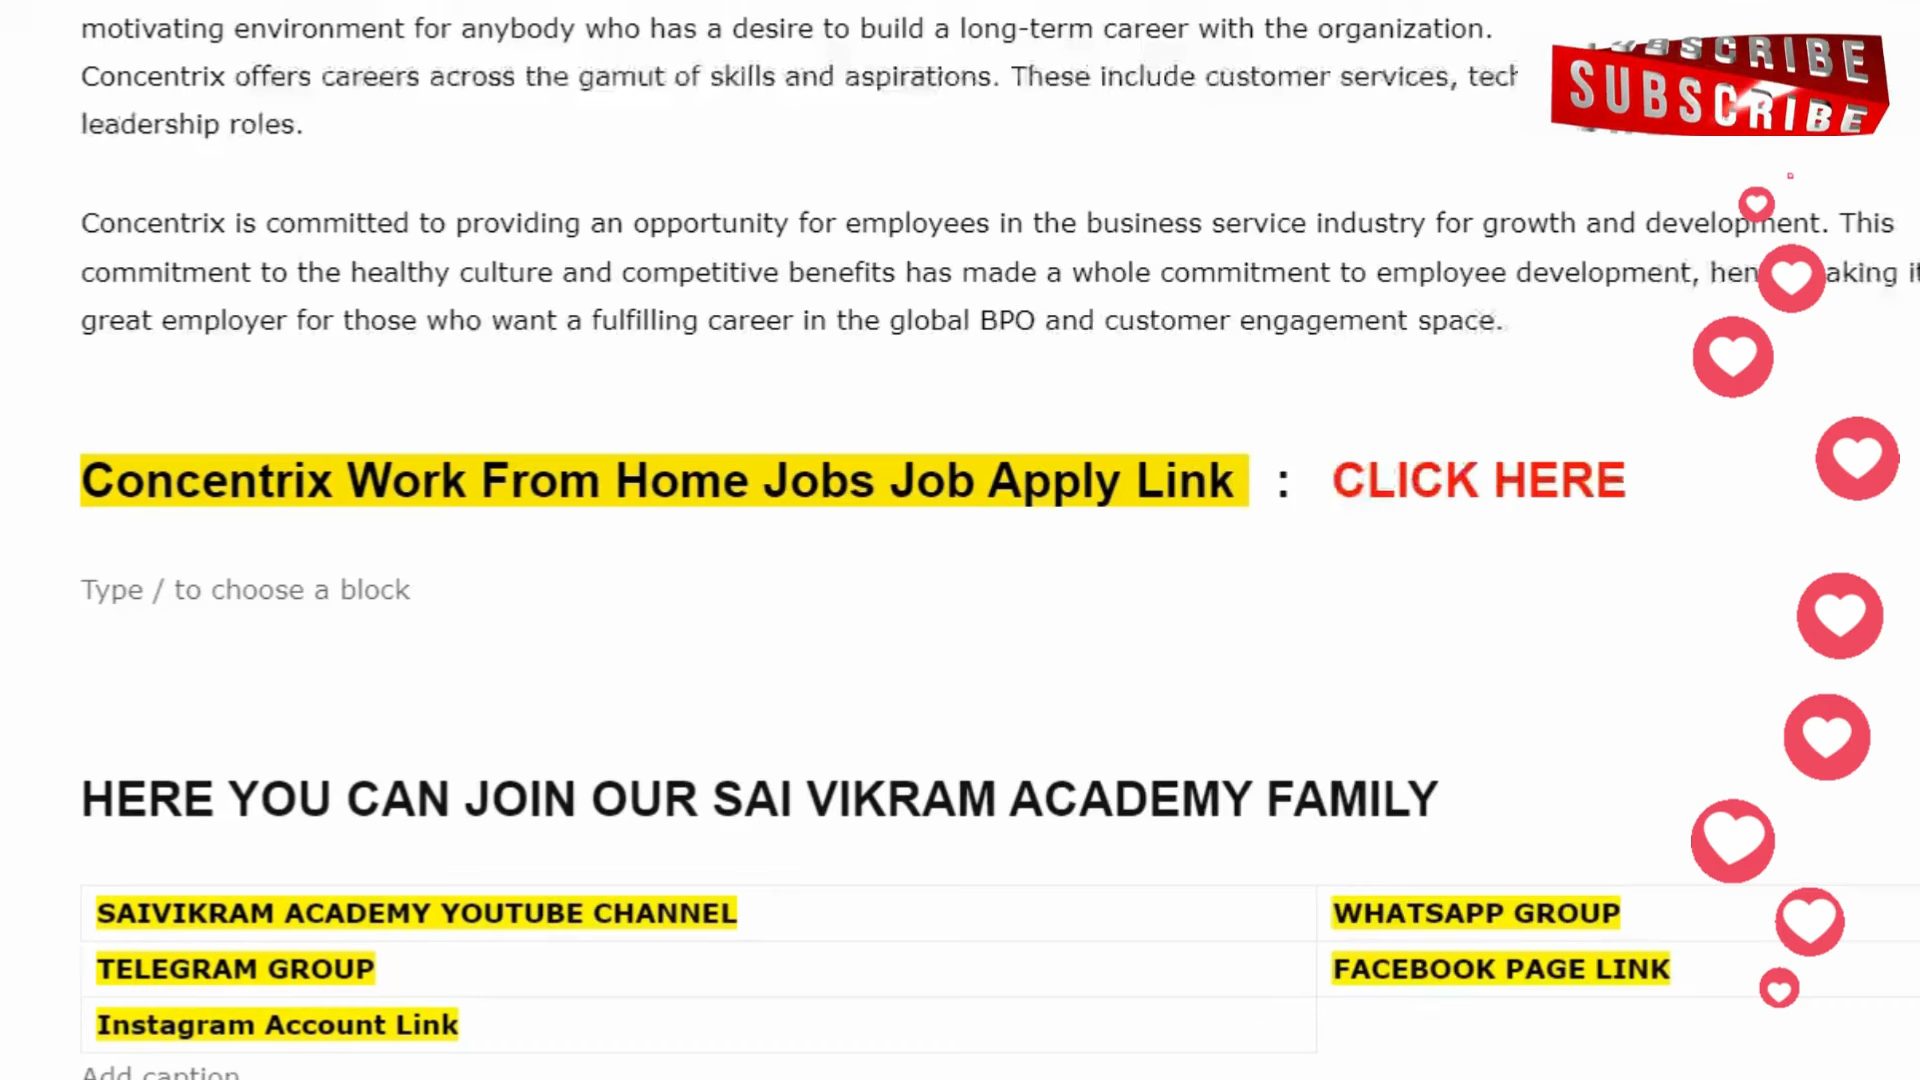 motivating environment for anybody who has a desire to build a long-term career with the organization.
Concentrix offers careers across the gamut of skills and aspirations. These include customer services,
leadership roles.
SUBSCRIBE
SUBSCRIBE
Concentrix is committed to providing an opportunity for employees in the business service industry for growth and development. This
commitment to the healthy culture and competitive benefits has made a whole commitment to employee development,
great employer for those who want a fulfilling career in the global BPO and customer engagement space.
Concentrix Work From Home Jobs Job Apply Link : CLICK HERE
Type / to choose a block
HERE YOU CAN JOIN OUR SAI VIKRAM ACADEMY FAMILY
SAIVIKRAM ACADEMY YOUTUBE CHANNEL
WHATSAPP GROUP
TELEGRAM GROUP
FACEBOOK PAGE LINK
Instagram Account Link
Add caption